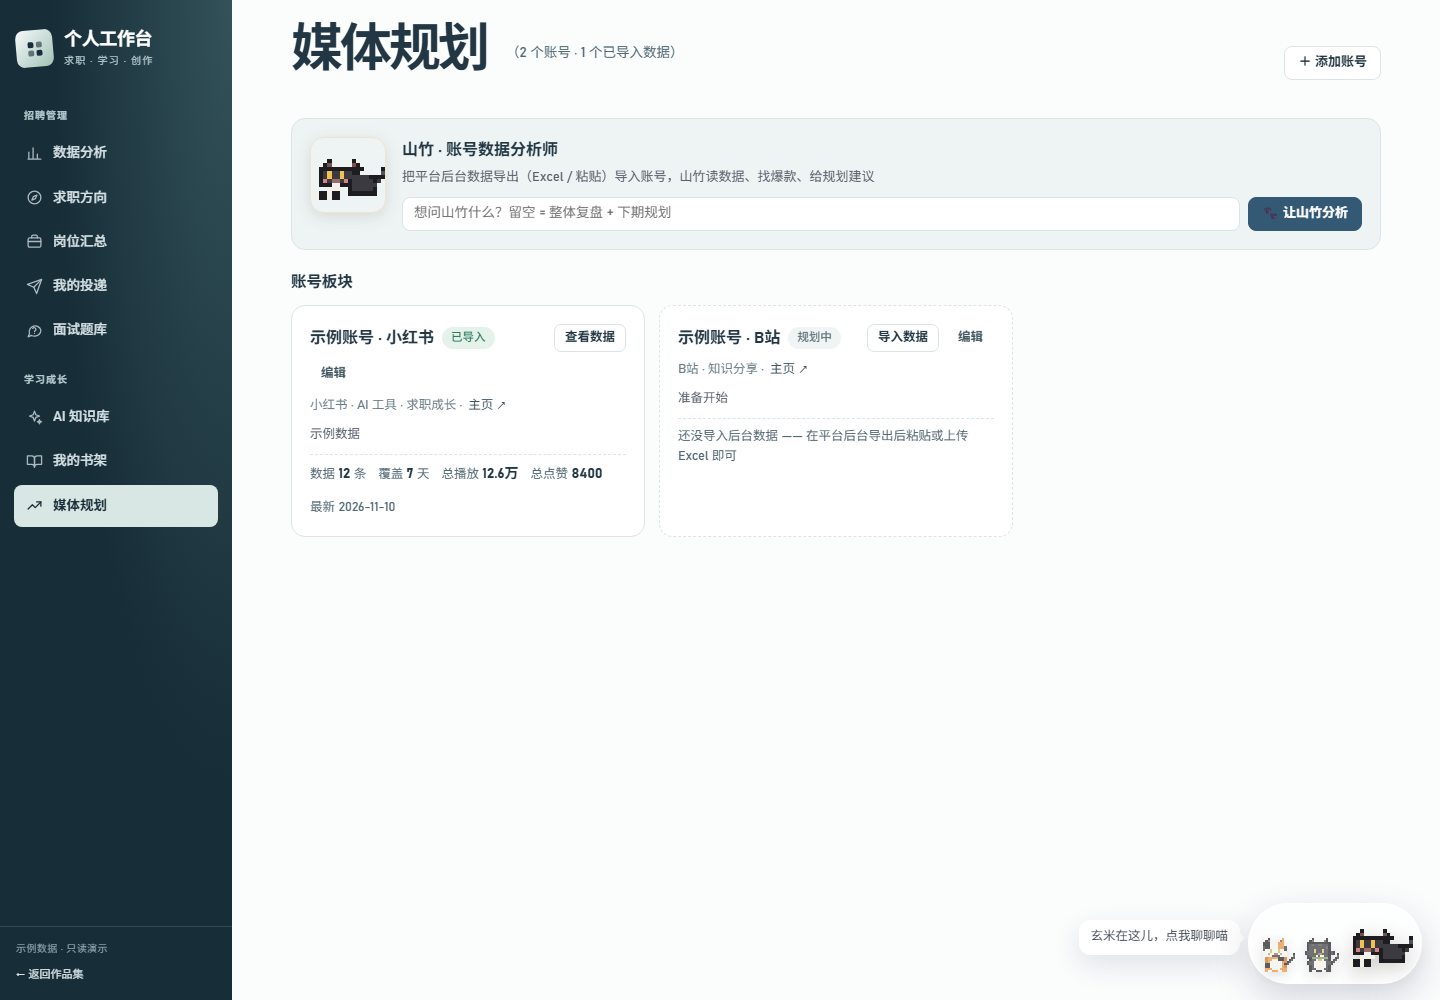 个人工作台
求职 · 学习 · 创作
招聘管理
数据分析
求职方向
岗位汇总
我的投递
面试题库
学习成长
AI 知识库
我的书架
媒体规划
示例数据 · 只读演示
← 返回作品集
媒体规划
（2 个账号 · 1 个已导入数据）
+ 添加账号
山竹 · 账号数据分析师
把平台后台数据导出（Excel / 粘贴）导入账号，山竹读数据、找爆款、给规划建议
想问山竹什么？留空 = 整体复盘 + 下期规划
让山竹分析
账号板块
示例账号 · 小红书 已导入 查看数据
编辑
小红书 · AI 工具 · 求职成长 · 主页 ↗
示例数据
数据 12 条 覆盖 7 天 总播放 12.6万 总点赞 8400
最新 2026-11-10
示例账号 · B站 规划中 导入数据 编辑
B站 · 知识分享 · 主页 ↗
准备开始
还没导入后台数据 —— 在平台后台导出后粘贴或上传
Excel 即可
玄米在这儿，点我聊聊喵